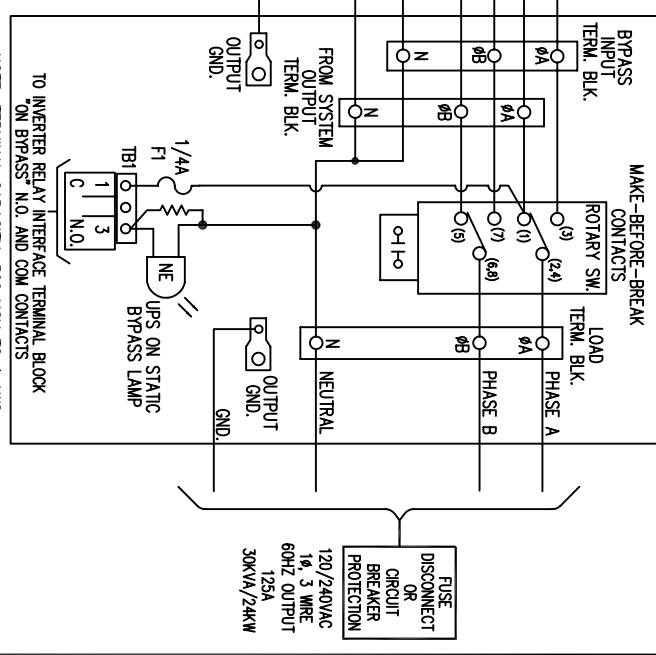 BYPASS
INPUT
TERM. BLK.
ØA
ØB
N
FROM SYSTEM
OUTPUT
TERM. BLK.
ØA
ØB
N
OUTPUT
GND.
MAKE-BEFORE-BREAK
CONTACTS
ROTARY SW.
(3)
(2,4)
(1)
(7)
(6,8)
(5)
1/4A
F1
TB1
1
3
C
N.O.
NE
UPS ON STATIC
BYPASS LAMP
TO INVERTER RELAY INTERFACE TERMINAL BLOCK
"ON BYPASS" N.O. AND COM CONTACTS
LOAD
TERM. BLK.
ØA
ØB
N
PHASE A
PHASE B
NEUTRAL
OUTPUT
GND.
GND.
FUSE
DISCONNECT
OR
CIRCUIT
BREAKER
PROTECTION
120/240VAC
1Ø, 3 WIRE
60HZ OUTPUT
125A
30KVA/24KW